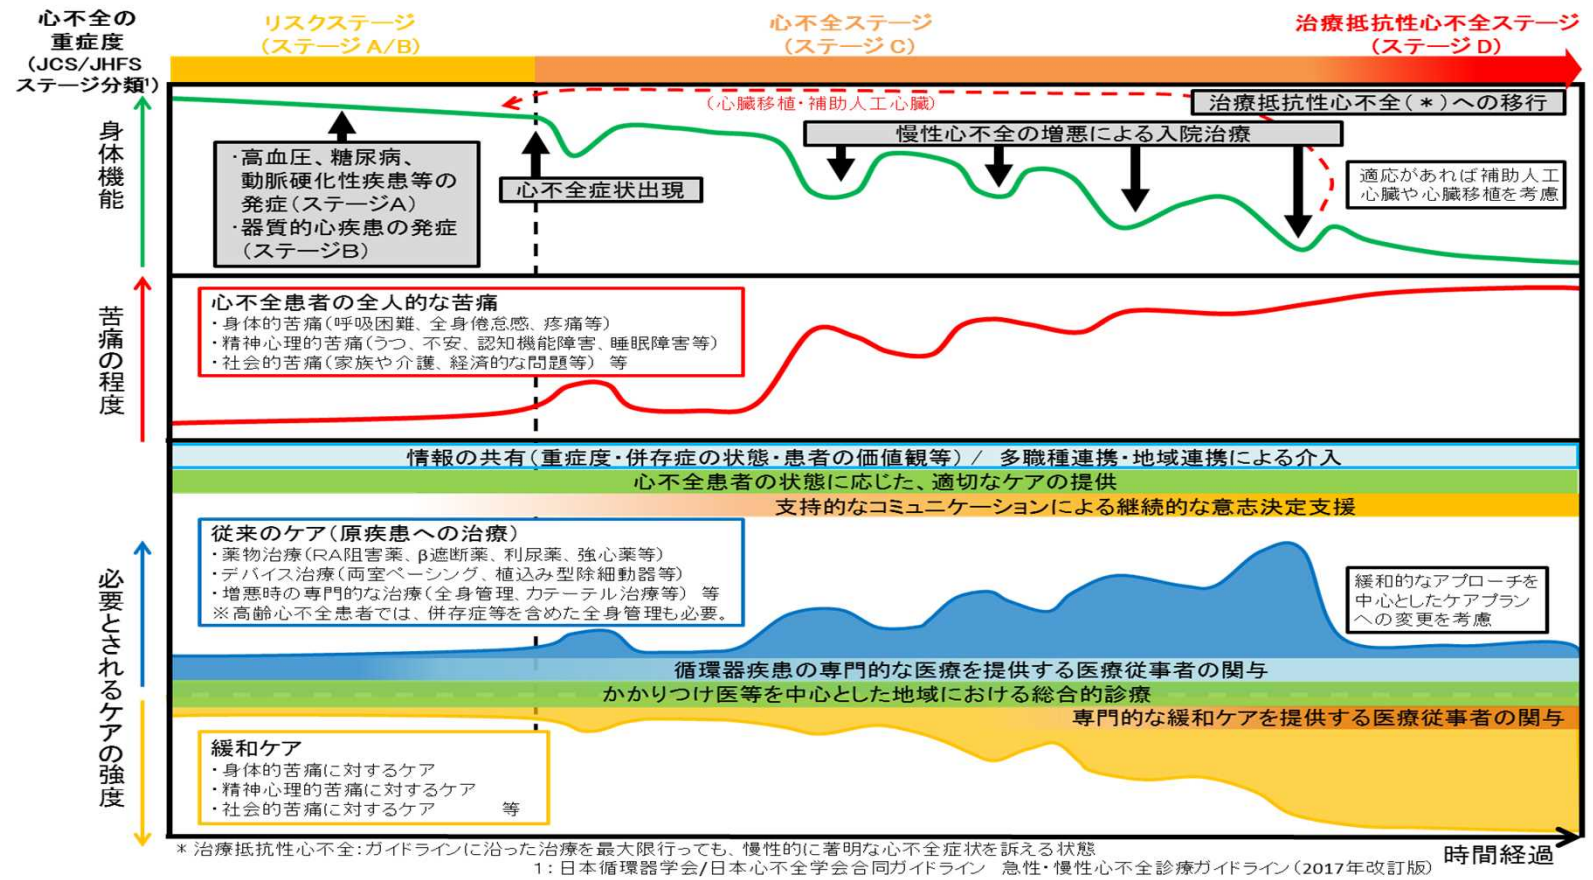 心不全の
重症度
(JCS/JHFS
ステージ分類¹)
リスクステージ
(ステージA/B)
心不全ステージ
(ステージC)
治療抵抗性心不全ステージ
(ステージD)
身体機能
(心臓移植・補助人工心臓)
治療抵抗性心不全(*)への移行
慢性心不全の増悪による入院治療
・高血圧、糖尿病、
動脈硬化性疾患等の
発症(ステージA)
・器質的心疾患の発症
(ステージB)
心不全症状出現
適応があれば補助人工
心臓や心臓移植を考慮
苦痛の程度
心不全患者の全人的な苦痛
・身体的苦痛(呼吸困難、全身倦怠感、疼痛等)
・精神心理的苦痛(うつ、不安、認知機能障害、睡眠障害等)
・社会的苦痛(家族や介護、経済的な問題等) 等
情報の共有(重症度・併存症の状態・患者の価値観等) / 多職種連携・地域連携による介入
心不全患者の状態に応じた、適切なケアの提供
支持的なコミュニケーションによる継続的な意志決定支援
必要とされるケアの強度
従来のケア(原疾患への治療)
・薬物治療(RA阻害薬、β遮断薬、利尿薬、強心薬等)
・デバイス治療(両室ペーシング、植込み型除細動器等)
・増悪時の専門的な治療(全身管理、カテーテル治療等) 等
※高齢心不全患者では、併存症等を含めた全身管理も必要。
緩和的なアプローチを
中心としたケアプラン
への変更を考慮
循環器疾患の専門的な医療を提供する医療従事者の関与
かかりつけ医等を中心とした地域における総合的診療
専門的な緩和ケアを提供する医療従事者の関与
緩和ケア
・身体的苦痛に対するケア
・精神心理的苦痛に対するケア
・社会的苦痛に対するケア 等
時間経過
* 治療抵抗性心不全:ガイドラインに沿った治療を最大限行っても、慢性的に著明な心不全症状を訴える状態
1:日本循環器学会/日本心不全学会合同ガイドライン 急性・慢性心不全診療ガイドライン(2017年改訂版)